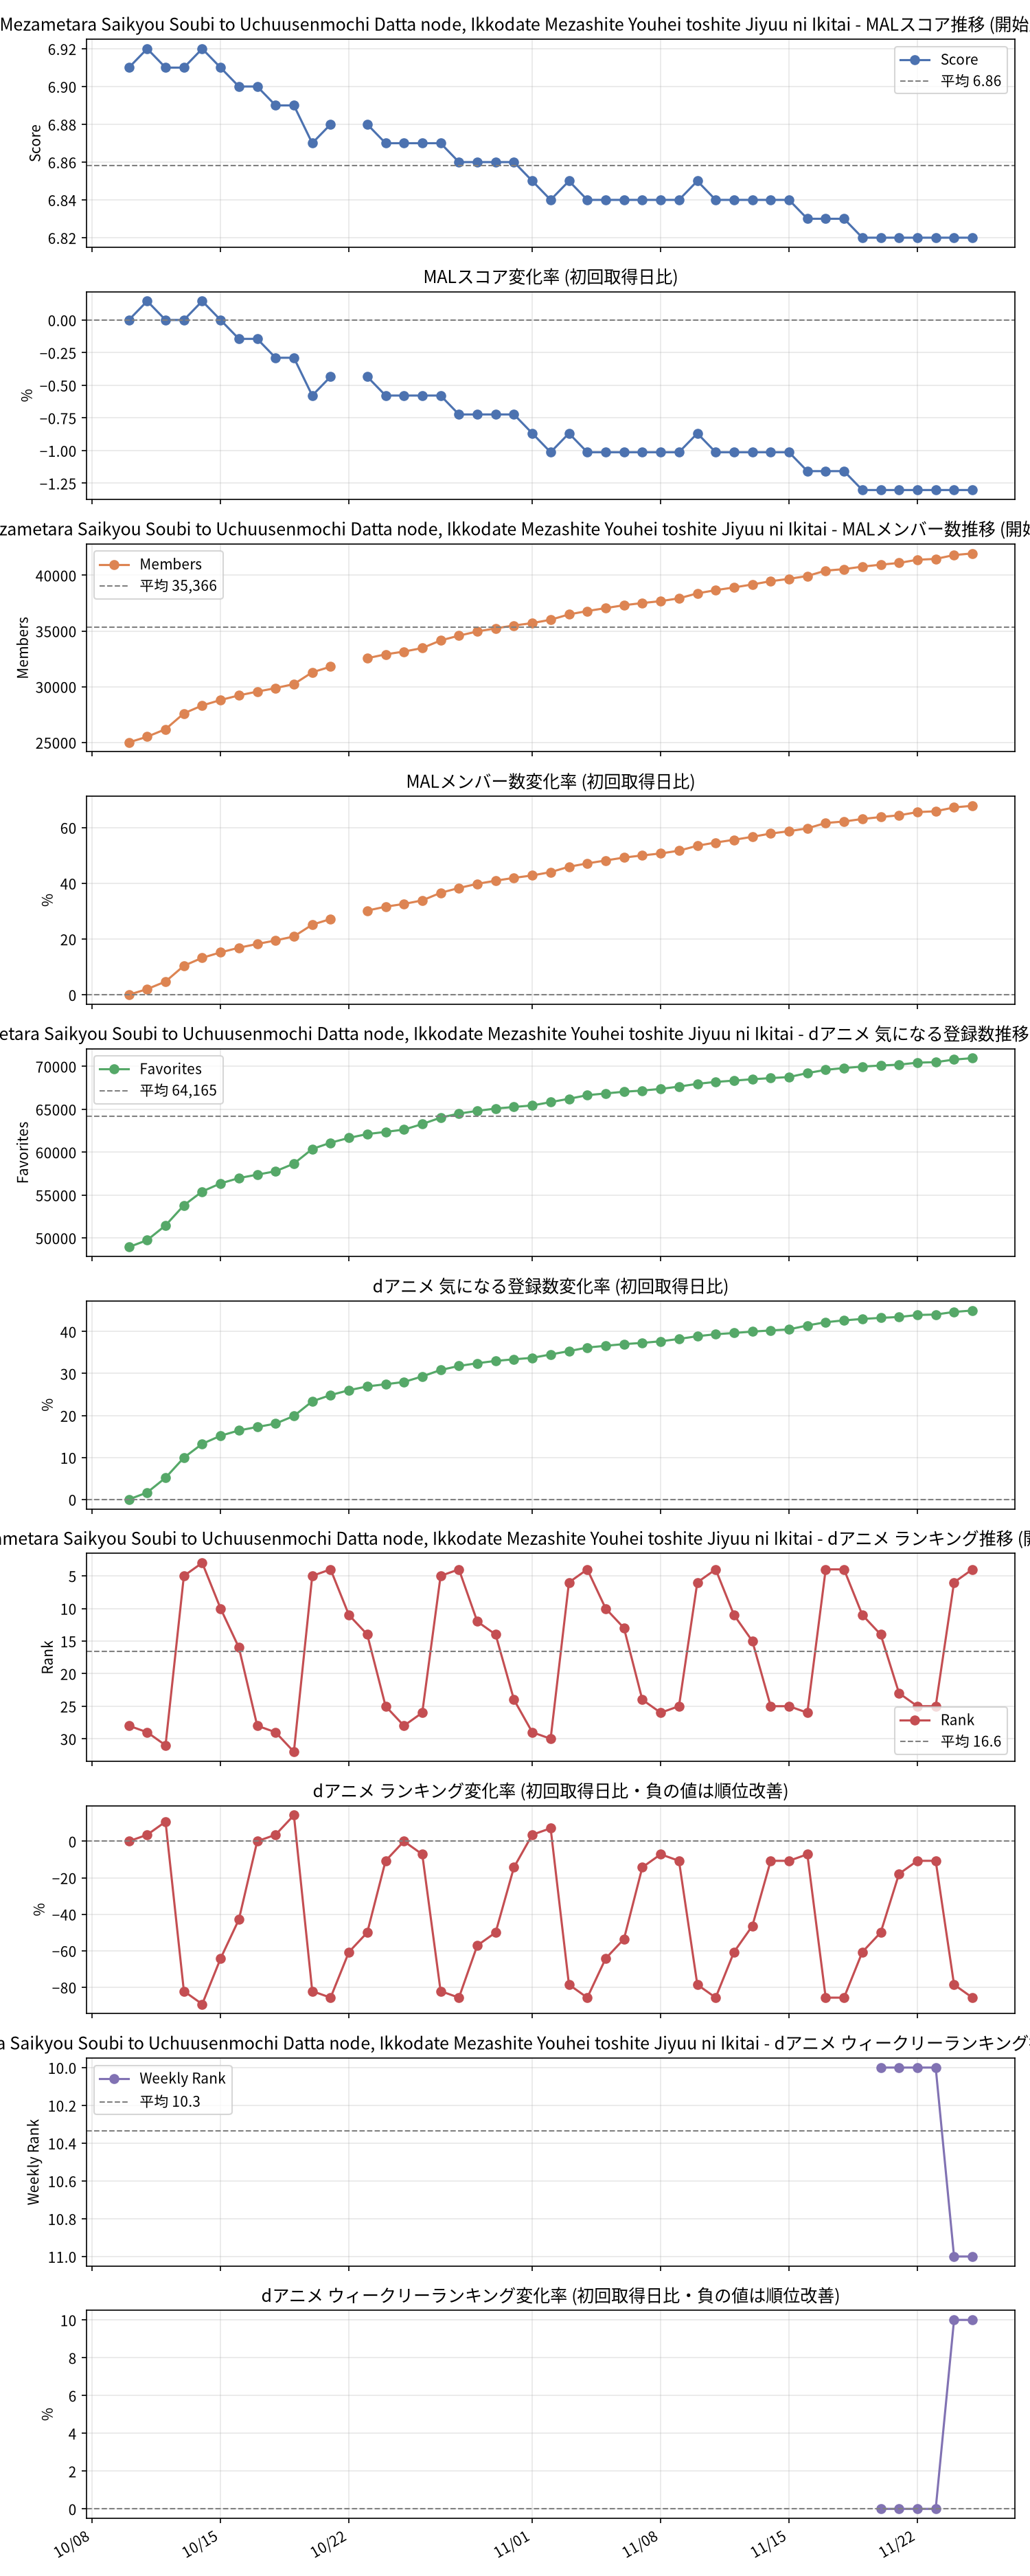 Mezametara Saikyou Soubi to Uchuusenmochi Datta node, Ikkodate Mezashite Youhei toshite Jiyuu ni Ikitai - MALスコア推移 (開始
6.92
6.90
6.88
6.86
6.84
6.82
Score
Score
平均 6.86
MALスコア変化率 (初回取得日比)
0.00
−0.25
−0.50
−0.75
−1.00
−1.25
%
zametara Saikyou Soubi to Uchuusenmochi Datta node, Ikkodate Mezashite Youhei toshite Jiyuu ni Ikitai - MALメンバー数推移 (開始
40000
35000
30000
25000
Members
Members
平均 35,366
MALメンバー数変化率 (初回取得日比)
60
40
20
0
%
etara Saikyou Soubi to Uchuusenmochi Datta node, Ikkodate Mezashite Youhei toshite Jiyuu ni Ikitai - dアニメ 気になる登録数推移
70000
65000
60000
55000
50000
Favorites
Favorites
平均 64,165
dアニメ 気になる登録数変化率 (初回取得日比)
40
30
20
10
0
%
ametara Saikyou Soubi to Uchuusenmochi Datta node, Ikkodate Mezashite Youhei toshite Jiyuu ni Ikitai - dアニメ ランキング推移 (開
5
10
15
20
25
30
Rank
Rank
平均 16.6
dアニメ ランキング変化率 (初回取得日比・負の値は順位改善)
0
−20
−40
−60
−80
%
a Saikyou Soubi to Uchuusenmochi Datta node, Ikkodate Mezashite Youhei toshite Jiyuu ni Ikitai - dアニメ ウィークリーランキング
10.0
10.2
10.4
10.6
10.8
11.0
Weekly Rank
Weekly Rank
平均 10.3
dアニメ ウィークリーランキング変化率 (初回取得日比・負の値は順位改善)
10
8
6
4
2
0
%
10/08
10/15
10/22
11/01
11/08
11/15
11/22